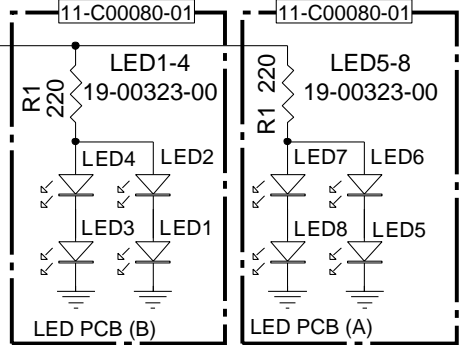 11-C00080-01
11-C00080-01
LED1-4
19-00323-00
R1
220
LED4
LED2
LED3
LED1
LED PCB (B)
LED5-8
19-00323-00
R1
220
LED7
LED6
LED8
LED5
LED PCB (A)